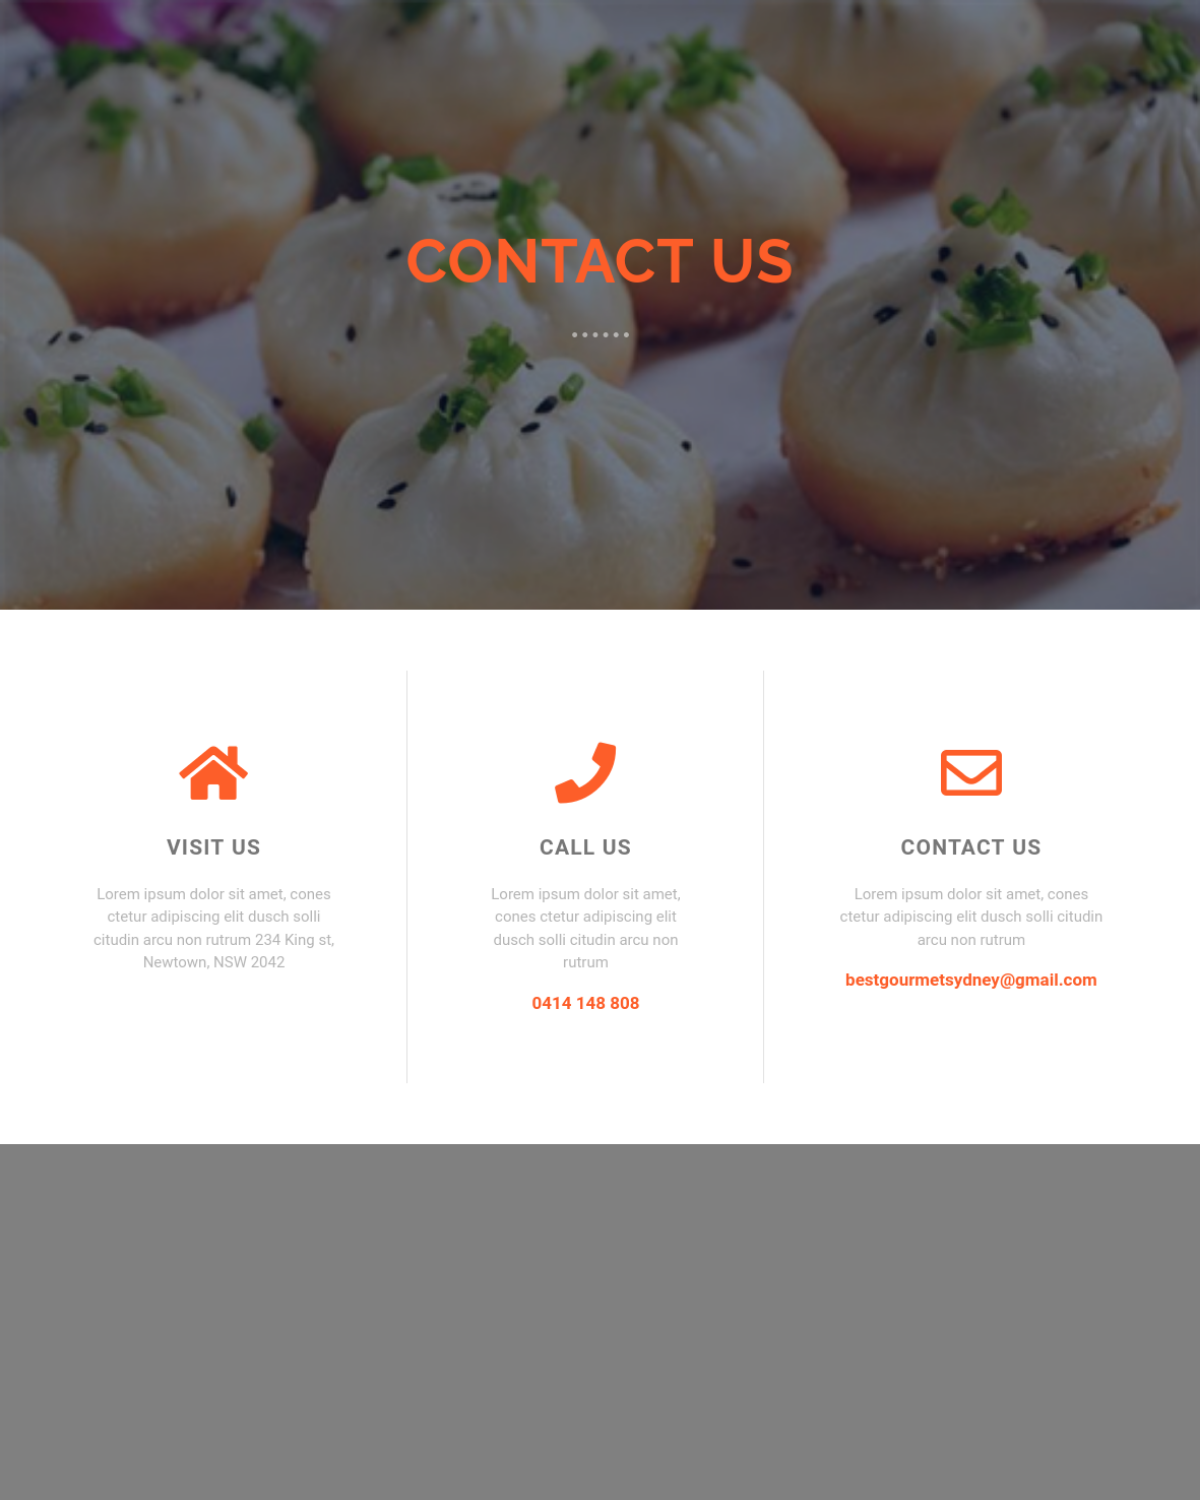 CONTACT US
VISIT US
Lorem ipsum dolor sit amet, cones
ctetur adipiscing elit dusch solli
citudin arcu non rutrum 234 King st,
Newtown, NSW 2042
CALL US
Lorem ipsum dolor sit amet,
cones ctetur adipiscing elit
dusch solli citudin arcu non
rutrum
0414 148 808
CONTACT US
Lorem ipsum dolor sit amet, cones
ctetur adipiscing elit dusch solli citudin
arcu non rutrum
bestgourmetsydney@gmail.com